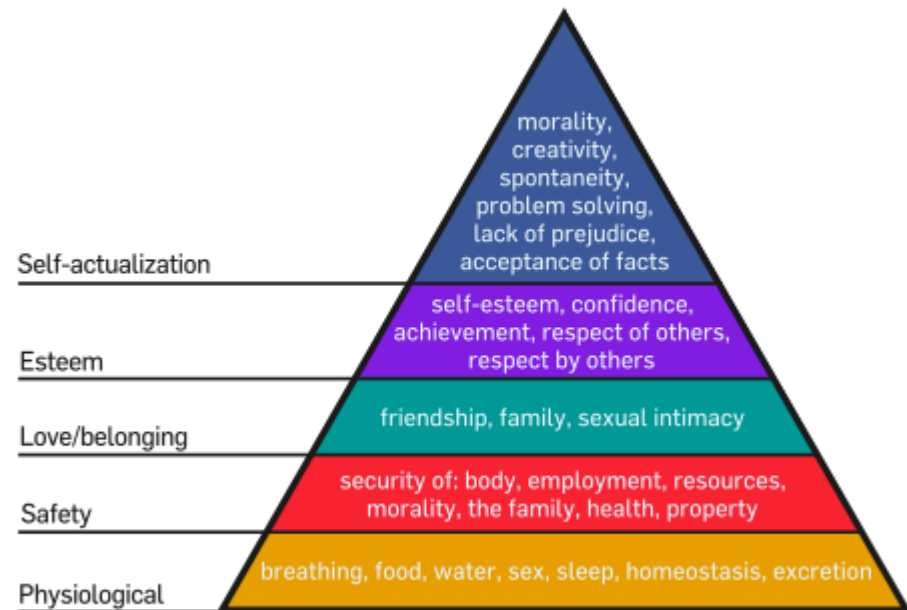 morality,
creativity,
spontaneity,
problem solving,
lack of prejudice,
acceptance of facts
Self-actualization
self-esteem, confidence,
achievement, respect of others,
respect by others
Esteem
friendship, family, sexual intimacy
Love/belonging
security of: body, employment, resources,
morality, the family, health, property
Safety
breathing, food, water, sex, sleep, homeostasis, excretion
Physiological